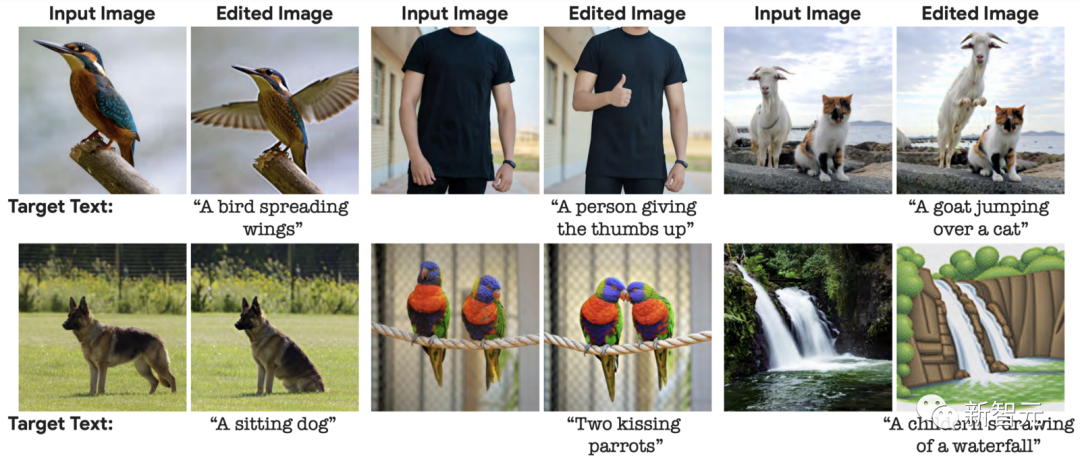 Input Image Edited Image Input Image Edited Image Input Image Edited Image
Target Text: “A bird spreading “A person giving “A goat jumping
wings” the thumbs up” over a cat”
Target Text: “A sitting dog” “Two kissing “A drawing
parrots” of a waterfall”
新智元